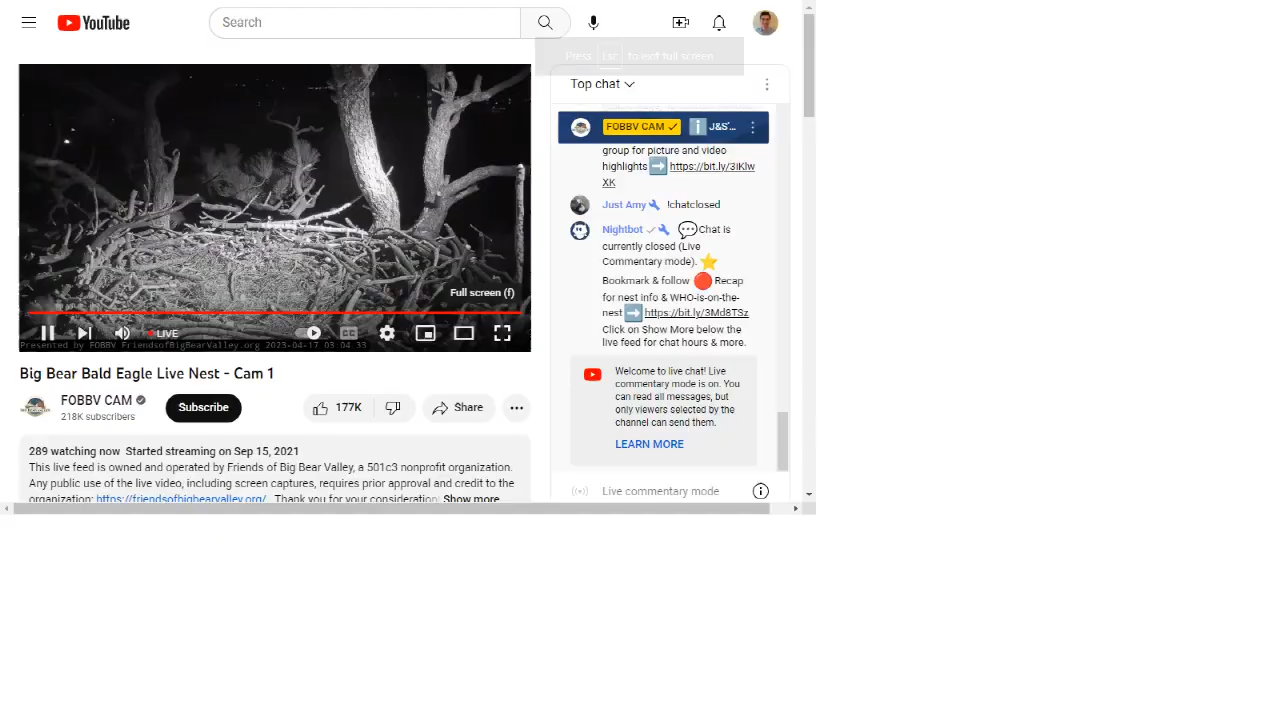 YouTube
Search
Press Esc to exit full screen
Top chat
FOBBV CAM
J&S'...
group for picture and video
highlights https://bit.ly/3iKlw
XK
Just Amy !chatclosed
Nightbot Chat is
currently closed (Live
Commentary mode).
Bookmark & follow Recap
for nest info & WHO-is-on-the-
nest https://bit.ly/3Md8TSz
Click on Show More below the
live feed for chat hours & more.
Welcome to live chat! Live
commentary mode is on. You
can read all messages, but
only viewers selected by the
channel can send them.
LEARN MORE
Live commentary mode
Full screen (f)
LIVE
CC
Presented by FOBBV FriendsofBigBearValley.org 2023-04-17 03:04:33
Big Bear Bald Eagle Live Nest - Cam 1
FOBBV CAM
218K subscribers
Subscribe
177K
Share
289 watching now Started streaming on Sep 15, 2021
This live feed is owned and operated by Friends of Big Bear Valley, a 501c3 nonprofit organization.
Any public use of the live video, including screen captures, requires prior approval and credit to the
organization: https://friendsofbigbearvalley.org/ Thank you for your consideration! Show more